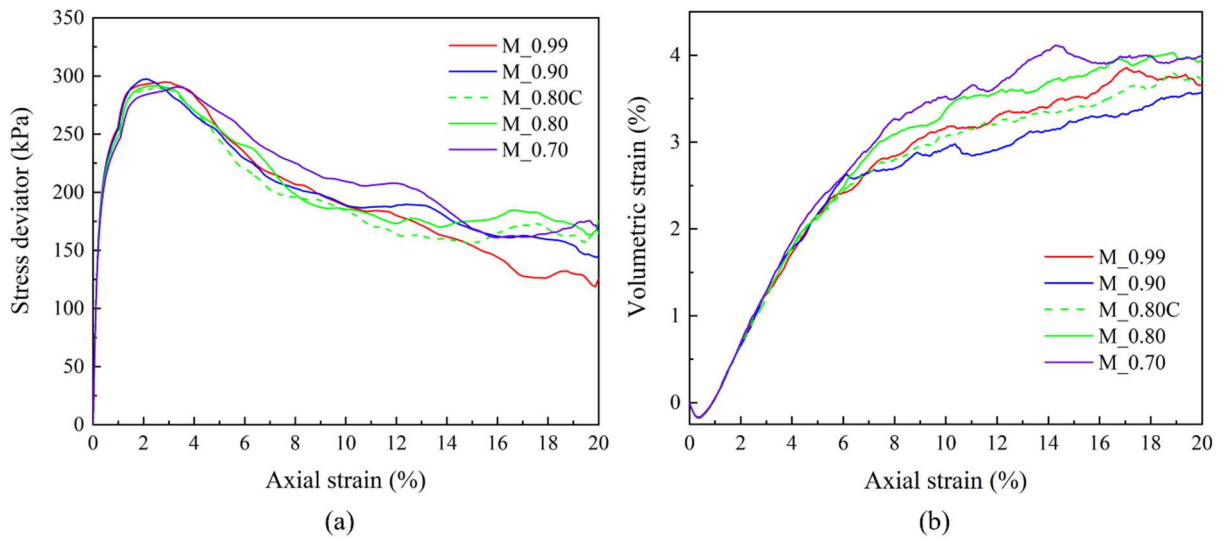 350
300
250
200
150
100
50
0
Stress deviator (kPa)
M_0.99
M_0.90
M_0.80C
M_0.80
M_0.70
0 2 4 6 8 10 12 14 16 18 20
Axial strain (%)
(a)
4
3
2
1
0
Volumetric strain (%)
M_0.99
M_0.90
M_0.80C
M_0.80
M_0.70
0 2 4 6 8 10 12 14 16 18 20
Axial strain (%)
(b)